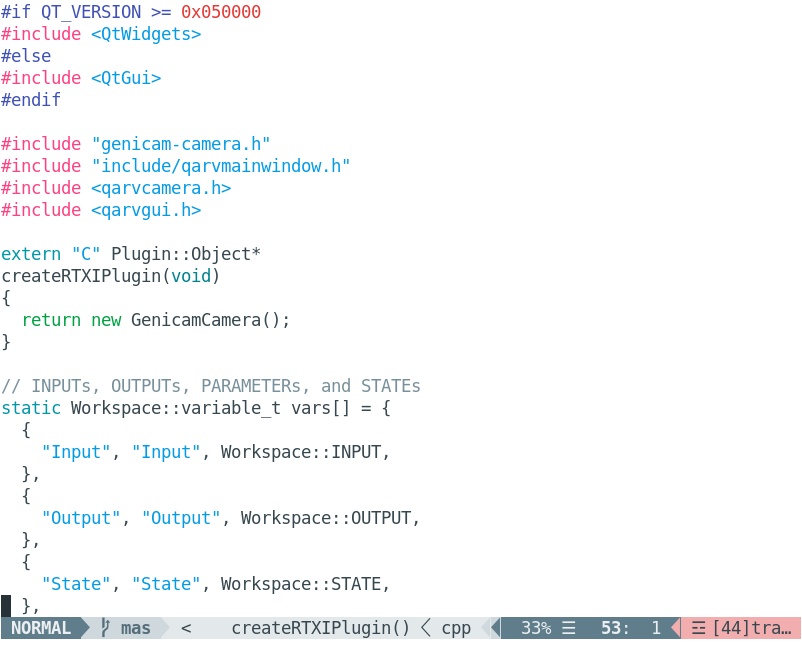 #if QT_VERSION >= 0x050000
#include <QtWidgets>
#else
#include <QtGui>
#endif

#include "genicam-camera.h"
#include "include/qarvmainwindow.h"
#include <qarvcamera.h>
#include <qarvgui.h>

extern "C" Plugin::Object*
createRTXIPlugin(void)
{
  return new GenicamCamera();
}

// INPUTs, OUTPUTs, PARAMETERs, and STATEs
static Workspace::variable_t vars[] = {
  {
    "Input", "Input", Workspace::INPUT,
  },
  {
    "Output", "Output", Workspace::OUTPUT,
  },
  {
    "State", "State", Workspace::STATE,
  },
NORMAL mas < createRTXIPlugin() cpp 33% ☰ 53: 1 ☲ [44]tra…